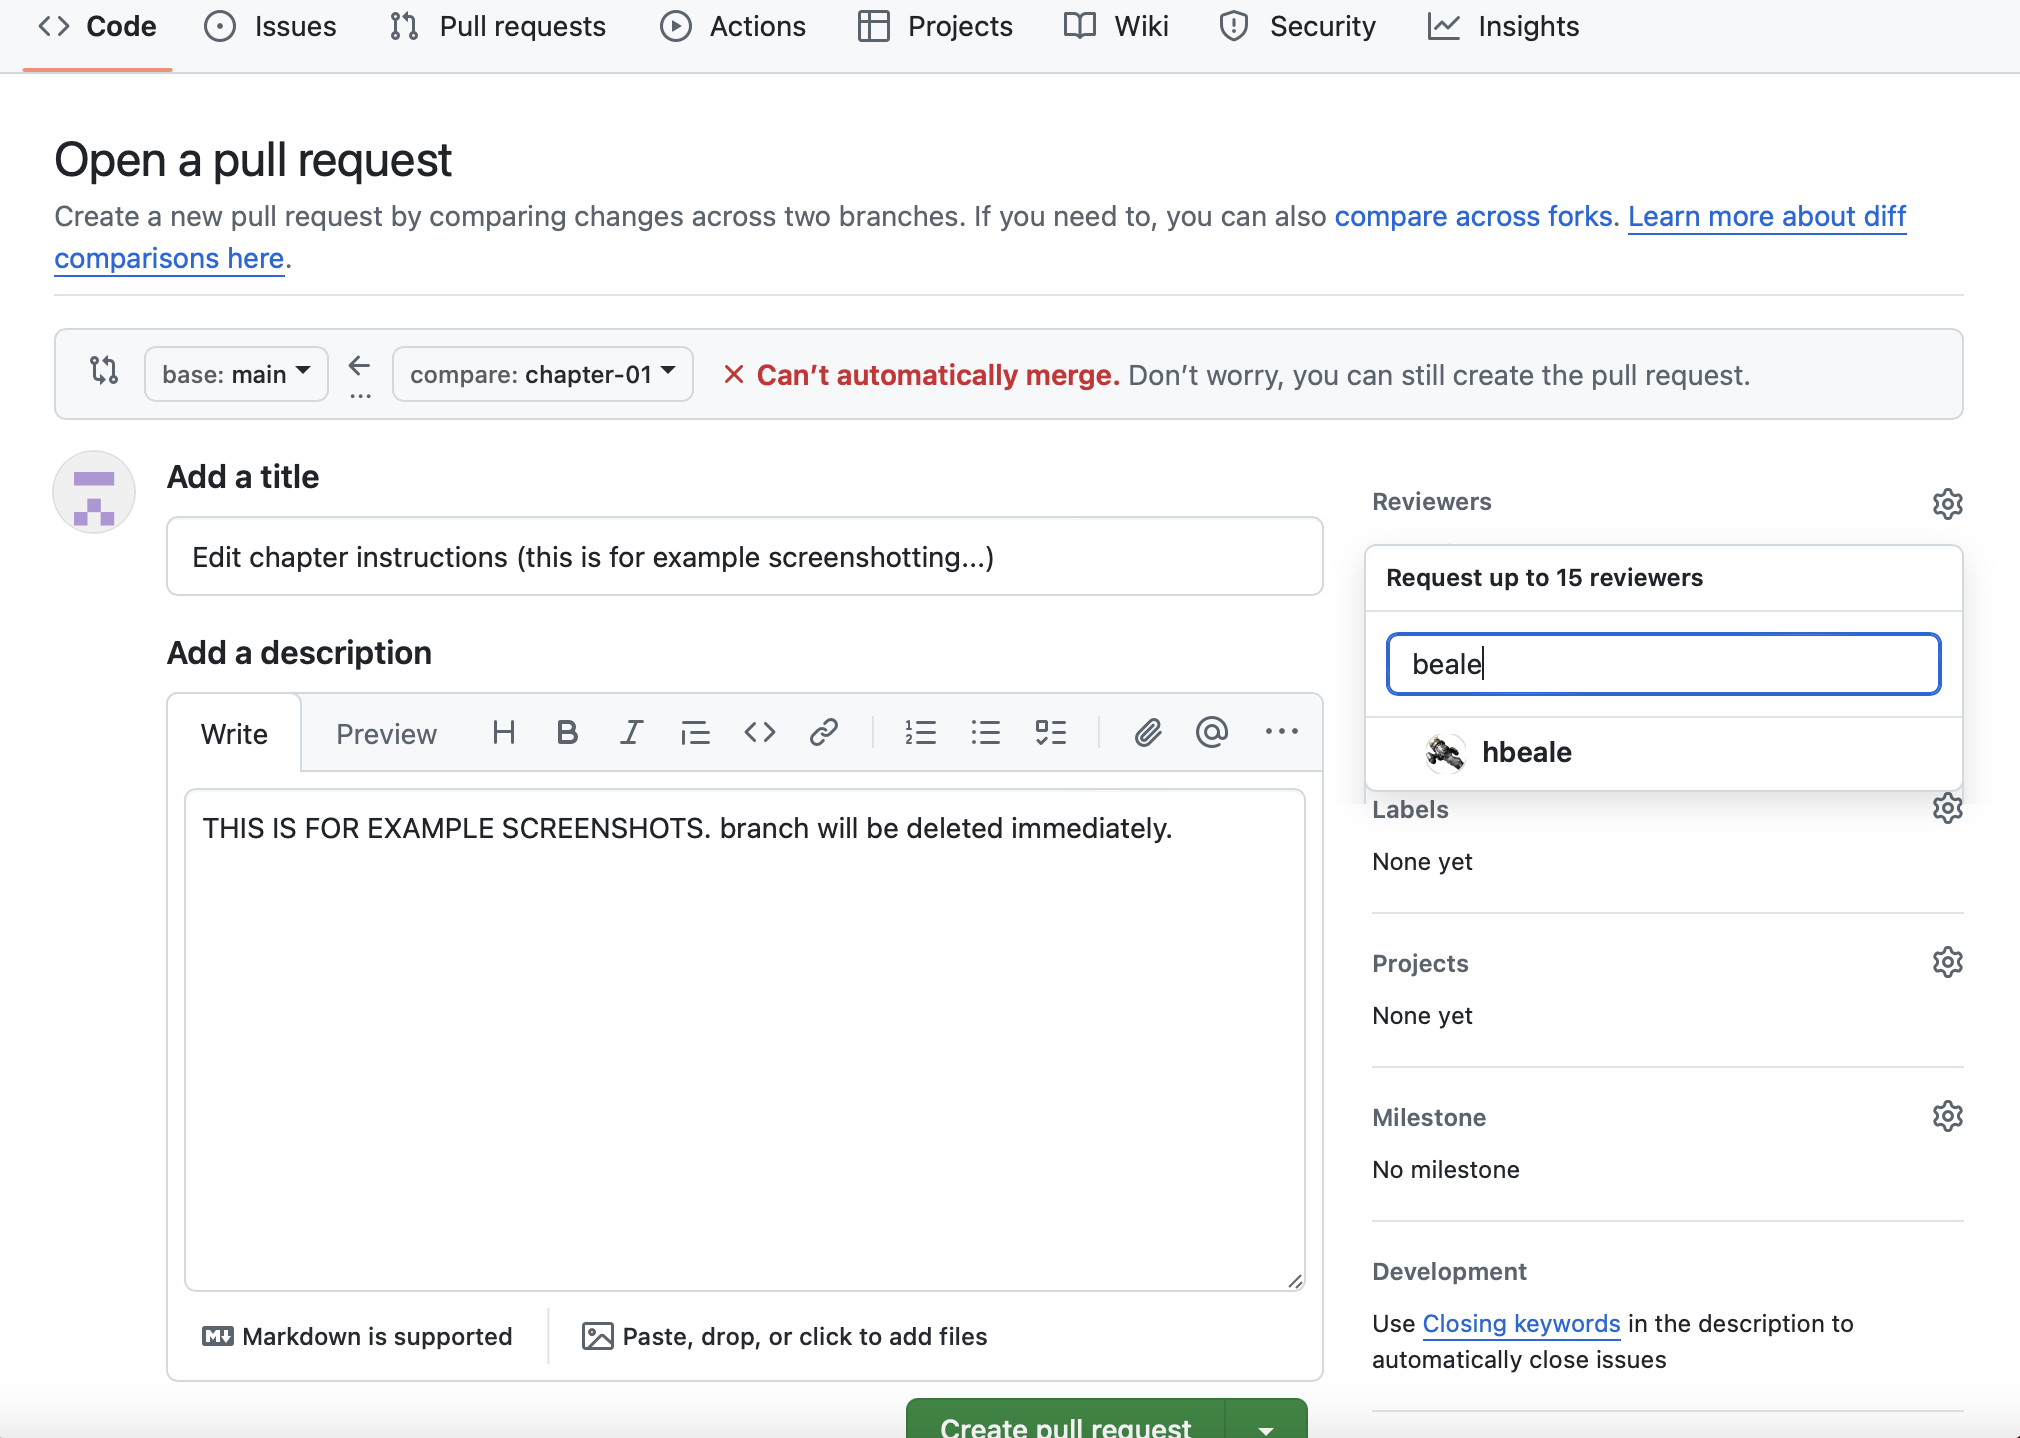 Code Issues Pull requests Actions Projects Wiki Security Insights
Open a pull request
Create a new pull request by comparing changes across two branches. If you need to, you can also compare across forks. Learn more about diff
comparisons here.
base: main compare: chapter-01 Can’t automatically merge. Don’t worry, you can still create the pull request.
Add a title
Edit chapter instructions (this is for example screenshotting...)
Add a description
Write Preview
THIS IS FOR EXAMPLE SCREENSHOTS. branch will be deleted immediately.
Markdown is supported Paste, drop, or click to add files
Create pull request
Reviewers
Request up to 15 reviewers
beale
hbeale
Labels
None yet
Projects
None yet
Milestone
No milestone
Development
Use Closing keywords in the description to
automatically close issues